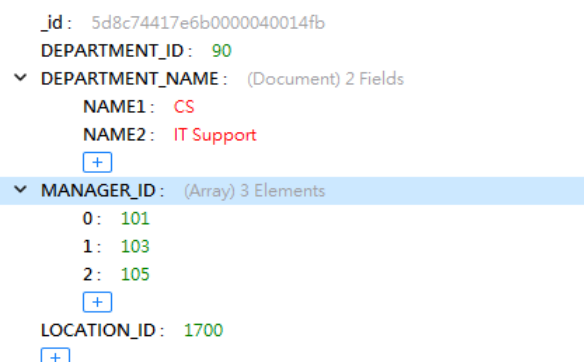 _id : 5d8c74417e6b0000040014fb
DEPARTMENT_ID : 90
DEPARTMENT_NAME : (Document) 2 Fields
NAME1 : CS
NAME2 : IT Support
+
MANAGER_ID : (Array) 3 Elements
0 : 101
1 : 103
2 : 105
+
LOCATION_ID : 1700
+